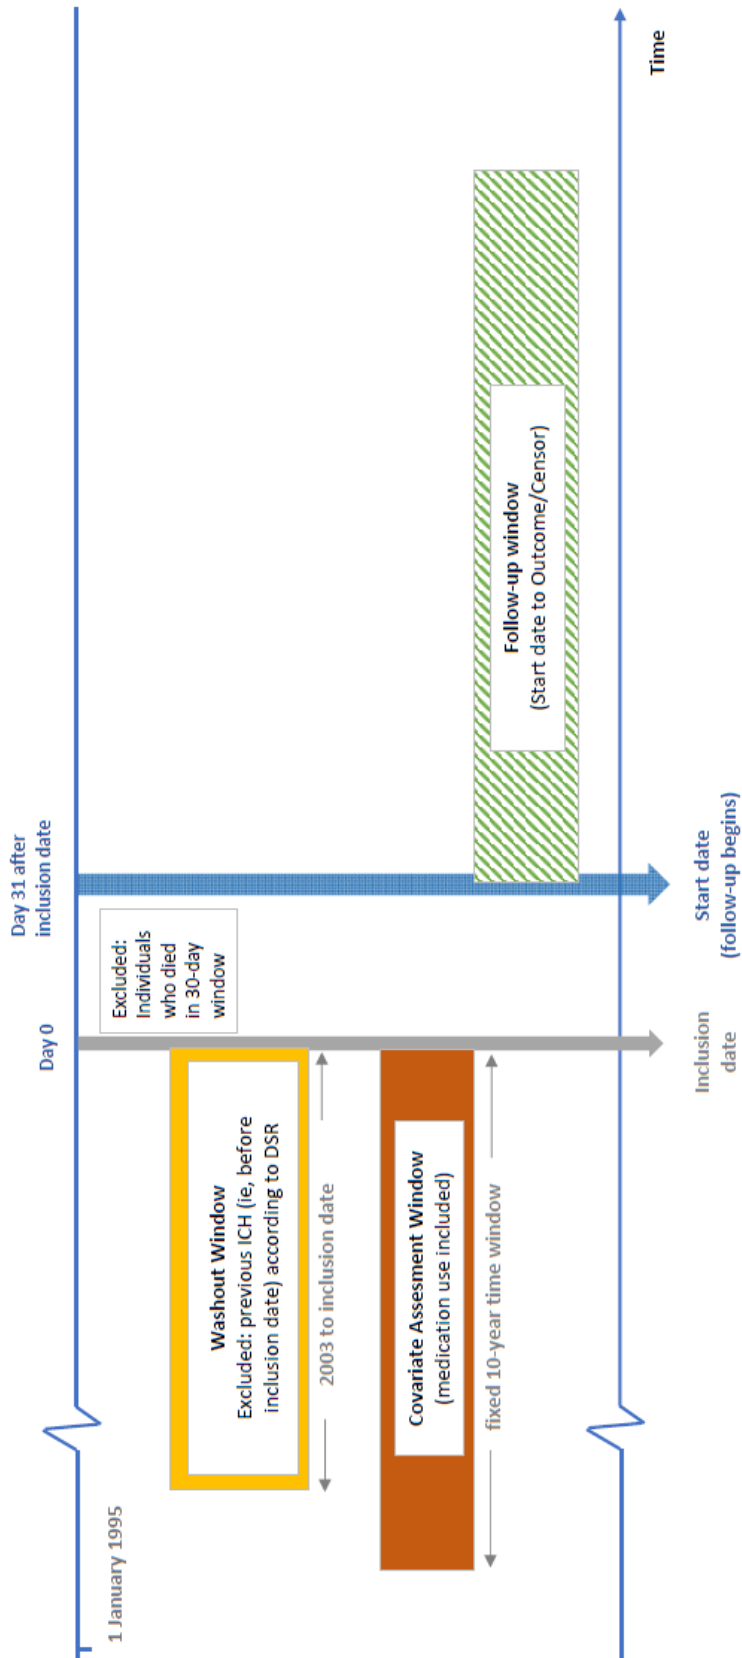 1 January 1995
Day 0
Day 31 after
inclusion date
Excluded:
Individuals
who died
in 30-day
window
Washout Window
Excluded: previous ICH (ie, before
inclusion date) according to DSR
2003 to inclusion date
Covariate Assesment Window
(medication use included)
fixed 10-year time window
Follow-up window
(Start date to Outcome/Censor)
Time
Inclusion
date
Start date
(follow-up begins)